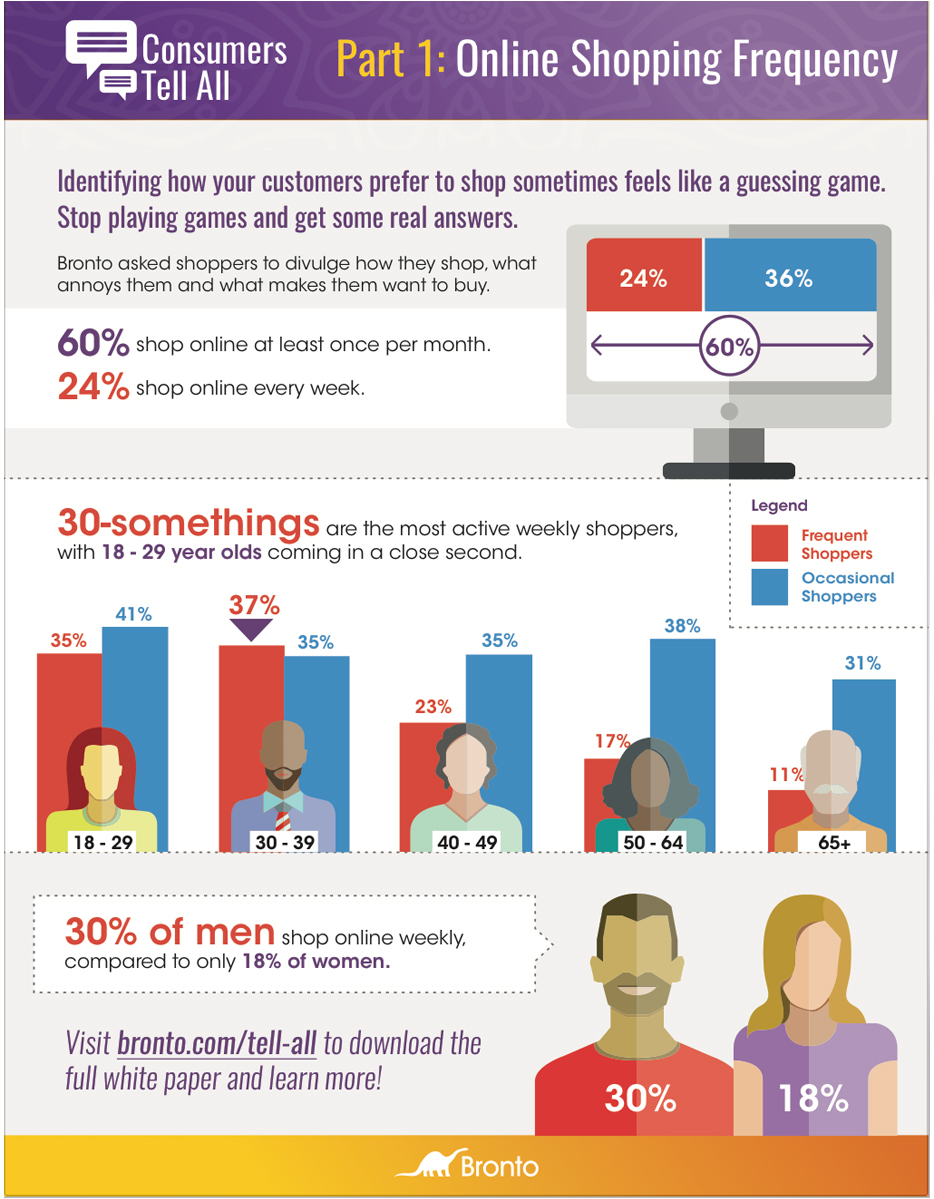 Consumers
Tell All
Part 1: Online Shopping Frequency
Identifying how your customers prefer to shop sometimes feels like a guessing game.
Stop playing games and get some real answers.
Bronto asked shoppers to divulge how they shop, what
annoys them and what makes them want to buy.
60% shop online at least once per month.
24% shop online every week.
24% 36%
60%
30-somethings are the most active weekly shoppers,
with 18 - 29 year olds coming in a close second.
Legend
Frequent
Shoppers
Occasional
Shoppers
35% 41%
37% 35%
23% 35%
17% 38%
11% 31%
18 - 29
30 - 39
40 - 49
50 - 64
65+
30% of men shop online weekly,
compared to only 18% of women.
Visit bronto.com/tell-all to download the
full white paper and learn more!
30%
18%
Bronto